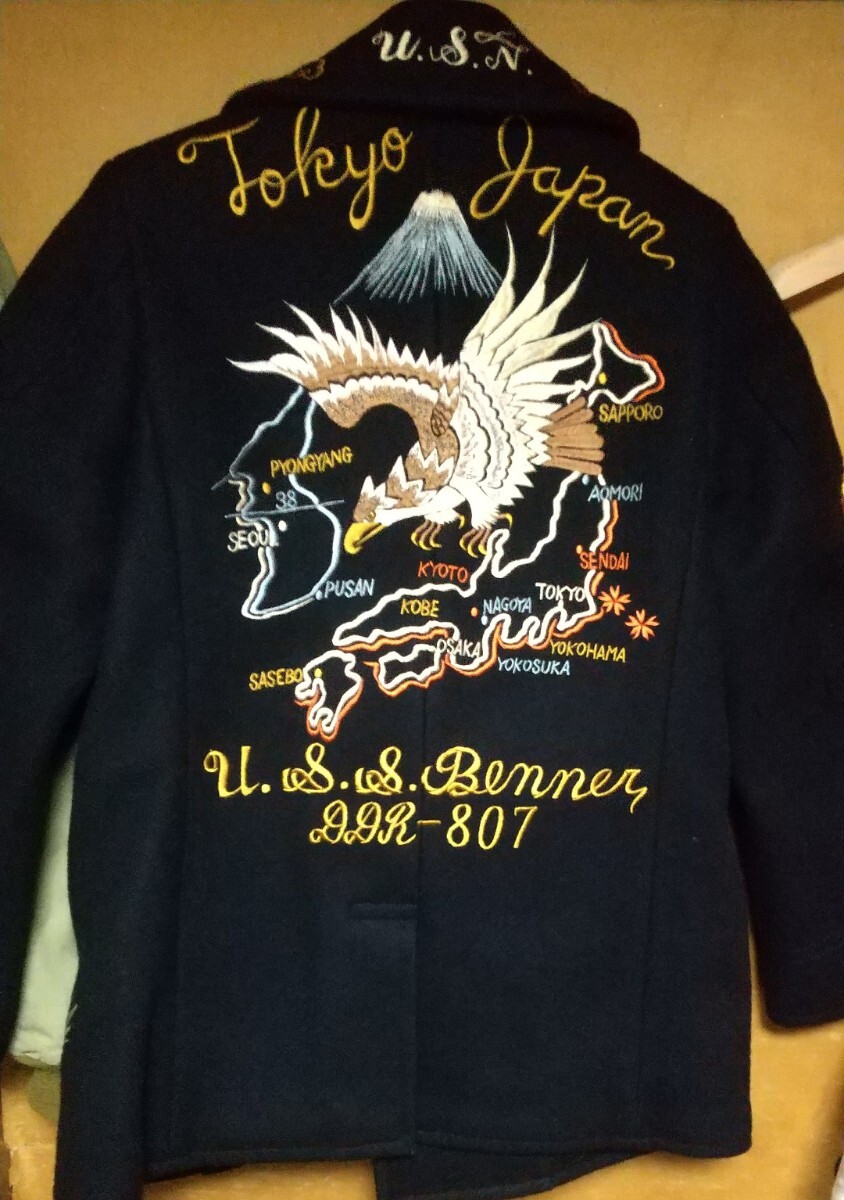 U.S.N.
Tokyo Japan
SAPPORO
PYONGYANG
AOMORI
38
SEOUL
SENDAI
KYOTO
PUSAN
TOKYO
KOBE
NAGOYA
OSAKA
YOKOHAMA
YOKOSUKA
SASEBO
U.S.S.Benner
DDR-807